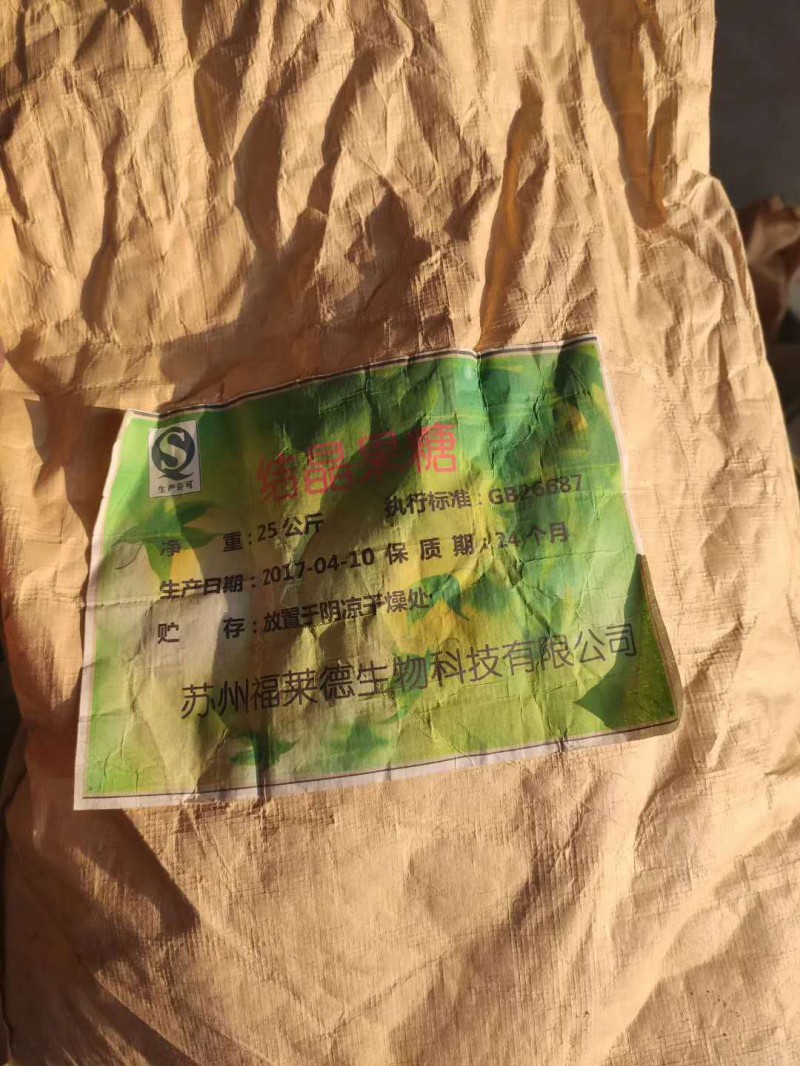 生产许可
结晶果糖
净 重：25公斤 执行标准：GB26687
生产日期：2017-04-10 保 质 期：24个月
贮 存：放置于阴凉干燥处
苏州福莱德生物科技有限公司